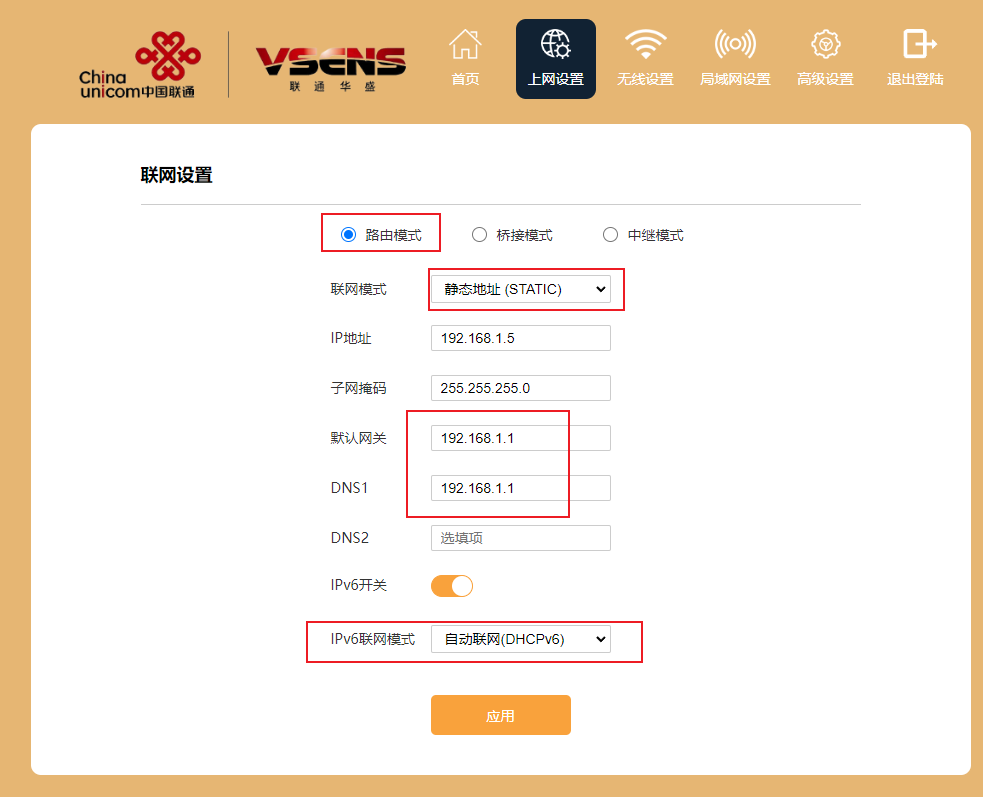 China
unicom中国联通
VSENS
联通华盛
首页
上网设置
无线设置
局域网设置
高级设置
退出登陆
联网设置
路由模式 桥接模式 中继模式
联网模式 静态地址 (STATIC)
IP地址 192.168.1.5
子网掩码 255.255.255.0
默认网关 192.168.1.1
DNS1 192.168.1.1
DNS2 选填项
IPv6开关
IPv6联网模式 自动联网(DHCPv6)
应用